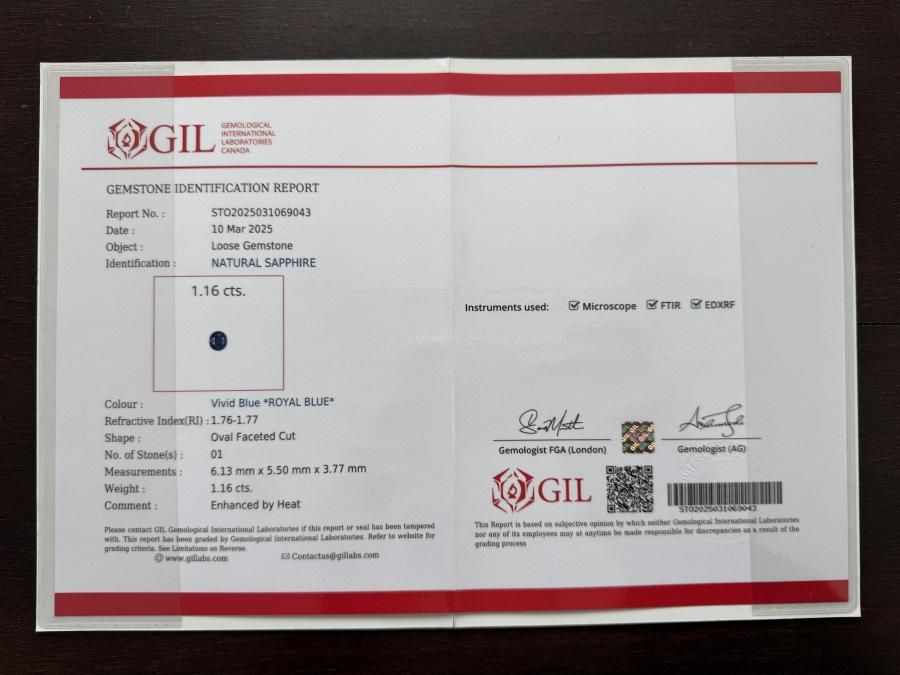 GIL
GEMOLOGICAL
INTERNATIONAL
LABORATORIES
CANADA
GEMSTONE IDENTIFICATION REPORT
Report No. : STO2025031069043
Date : 10 Mar 2025
Object : Loose Gemstone
Identification : NATURAL SAPPHIRE
1.16 cts.
Colour : Vivid Blue *ROYAL BLUE*
Refractive Index(RI) : 1.76-1.77
Shape : Oval Faceted Cut
No. of Stone(s) : 01
Measurements : 6.13 mm x 5.50 mm x 3.77 mm
Weight : 1.16 cts.
Comment : Enhanced by Heat
Please contact GIL Gemological International Laboratories if this report or seal has been tampered
with. This report has been graded by Gemological International Laboratories. Refer to website for
grading criteria. See Limitations on Reverse.
www.gillabs.com Contactus@gillabs.com
Instruments used: Microscope FTIR EDXRF
Gemologist FGA (London) Gemologist (AG)
GIL
STO2025031069043
This Report is based on subjective opinion by which neither Gemological International Laboratories
nor any of its employees may at anytime be made responsible for discrepancies as a result of the
grading process